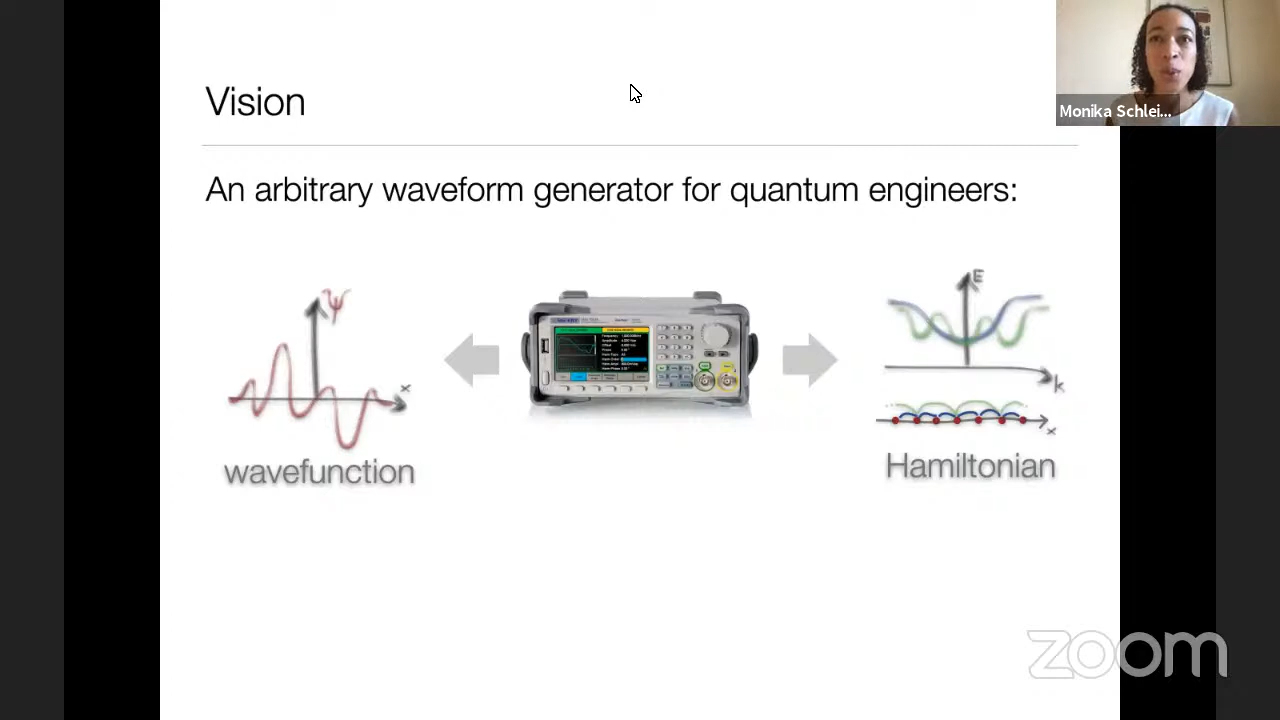 Vision
Monika Schlei...
An arbitrary waveform generator for quantum engineers:
Ψ
x
wavefunction
E
k
x
Hamiltonian
zoom